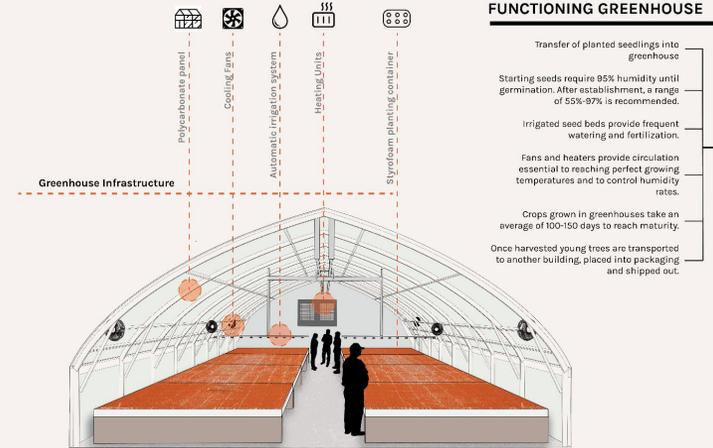 FUNCTIONING GREENHOUSE
Polycarbonate panel
Cooling Fans
Automatic irrigation system
Heating Units
Styrofoam planting container
Greenhouse Infrastructure
Transfer of planted seedlings into
greenhouse
Starting seeds require 95% humidity until
germination. After establishment, a range
of 55%-97% is recommended.
Irrigated seed beds provide frequent
watering and fertilization.
Fans and heaters provide circulation
essential to reaching perfect growing
temperatures and to control humidity
rates.
Crops grown in greenhouses take an
average of 100-150 days to reach maturity.
Once harvested young trees are transported
to another building, placed into packaging
and shipped out.